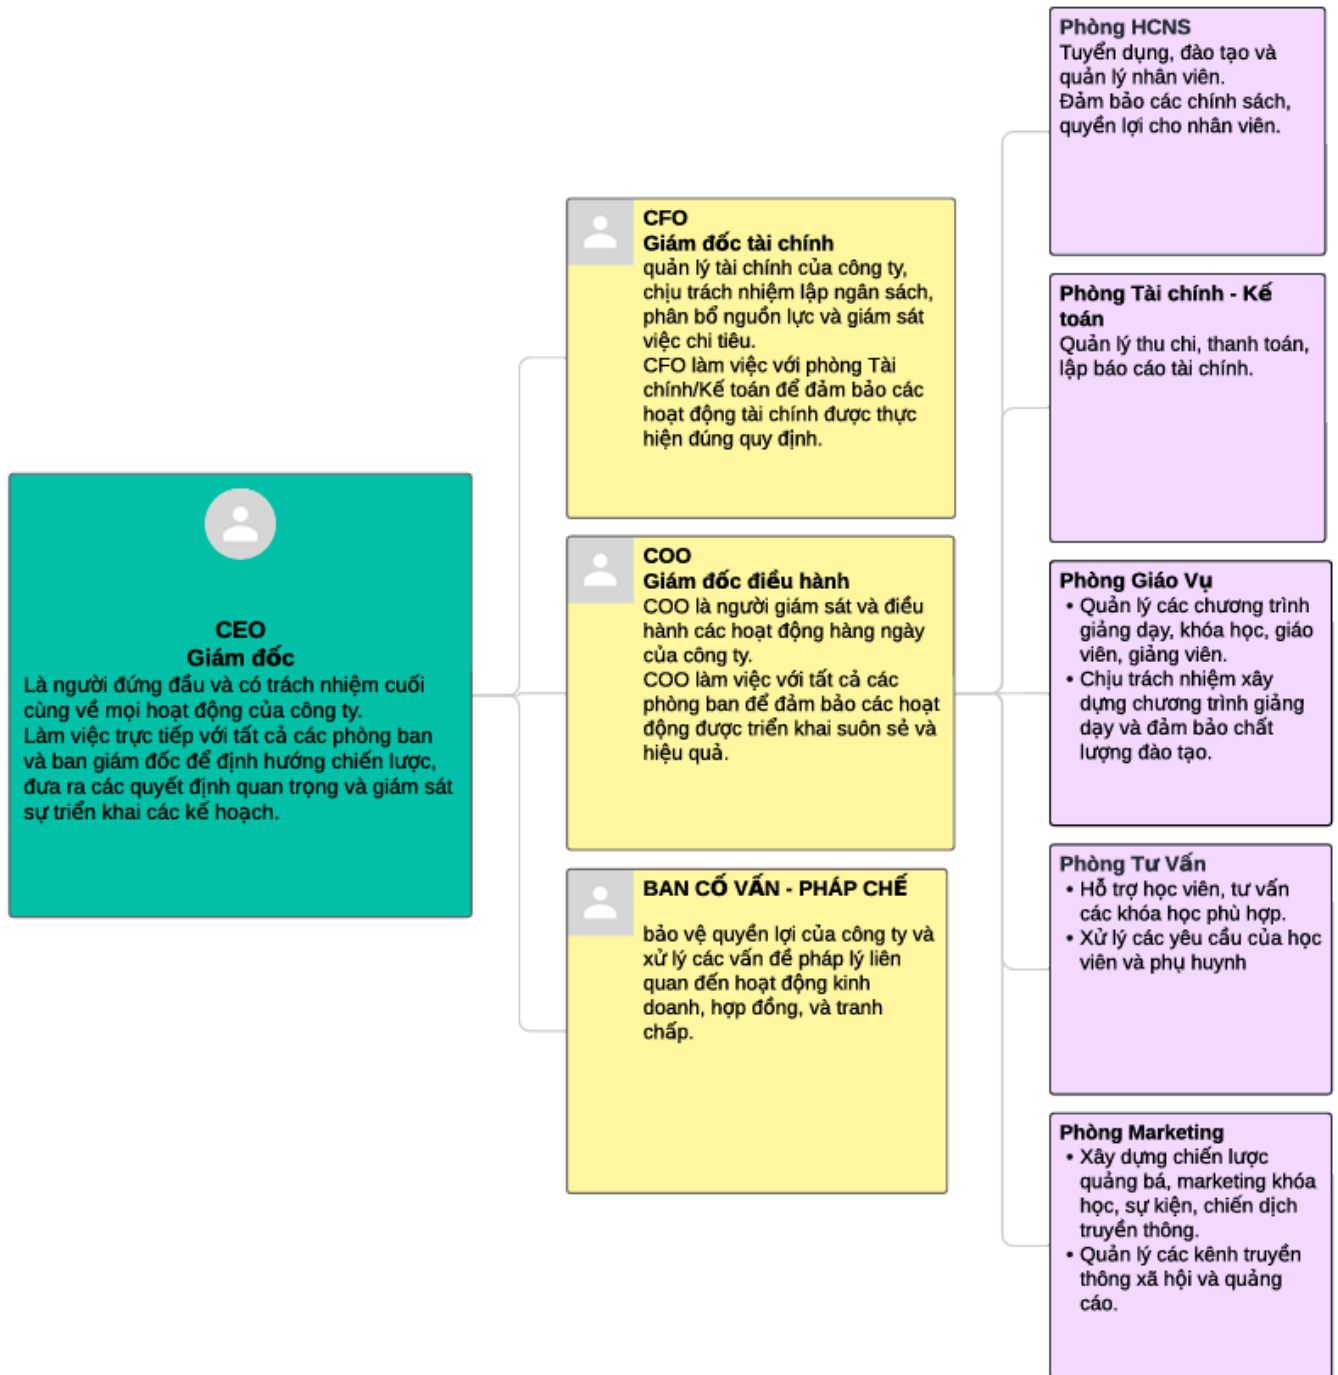 CEO
Giám đốc
Là người đứng đầu và có trách nhiệm cuối
cùng về mọi hoạt động của công ty.
Làm việc trực tiếp với tất cả các phòng ban
và ban giám đốc để định hướng chiến lược,
đưa ra các quyết định quan trọng và giám sát
sự triển khai các kế hoạch.
CFO
Giám đốc tài chính
quản lý tài chính của công ty,
chịu trách nhiệm lập ngân sách,
phân bổ nguồn lực và giám sát
việc chi tiêu.
CFO làm việc với phòng Tài
chính/Kế toán để đảm bảo các
hoạt động tài chính được thực
hiện đúng quy định.
COO
Giám đốc điều hành
COO là người giám sát và điều
hành các hoạt động hàng ngày
của công ty.
COO làm việc với tất cả các
phòng ban để đảm bảo các hoạt
động được triển khai suôn sẻ và
hiệu quả.
BAN CỐ VẤN - PHÁP CHẾ
bảo vệ quyền lợi của công ty và
xử lý các vấn đề pháp lý liên
quan đến hoạt động kinh
doanh, hợp đồng, và tranh
chấp.
Phòng HCNS
Tuyển dụng, đào tạo và
quản lý nhân viên.
Đảm bảo các chính sách,
quyền lợi cho nhân viên.
Phòng Tài chính - Kế
toán
Quản lý thu chi, thanh toán,
lập báo cáo tài chính.
Phòng Giáo Vụ
• Quản lý các chương trình
giảng dạy, khóa học, giáo
viên, giảng viên.
• Chịu trách nhiệm xây
dựng chương trình giảng
dạy và đảm bảo chất
lượng đào tạo.
Phòng Tư Vấn
• Hỗ trợ học viên, tư vấn
các khóa học phù hợp.
• Xử lý các yêu cầu của học
viên và phụ huynh
Phòng Marketing
• Xây dựng chiến lược
quảng bá, marketing khóa
học, sự kiện, chiến dịch
truyền thông.
• Quản lý các kênh truyền
thông xã hội và quảng
cáo.